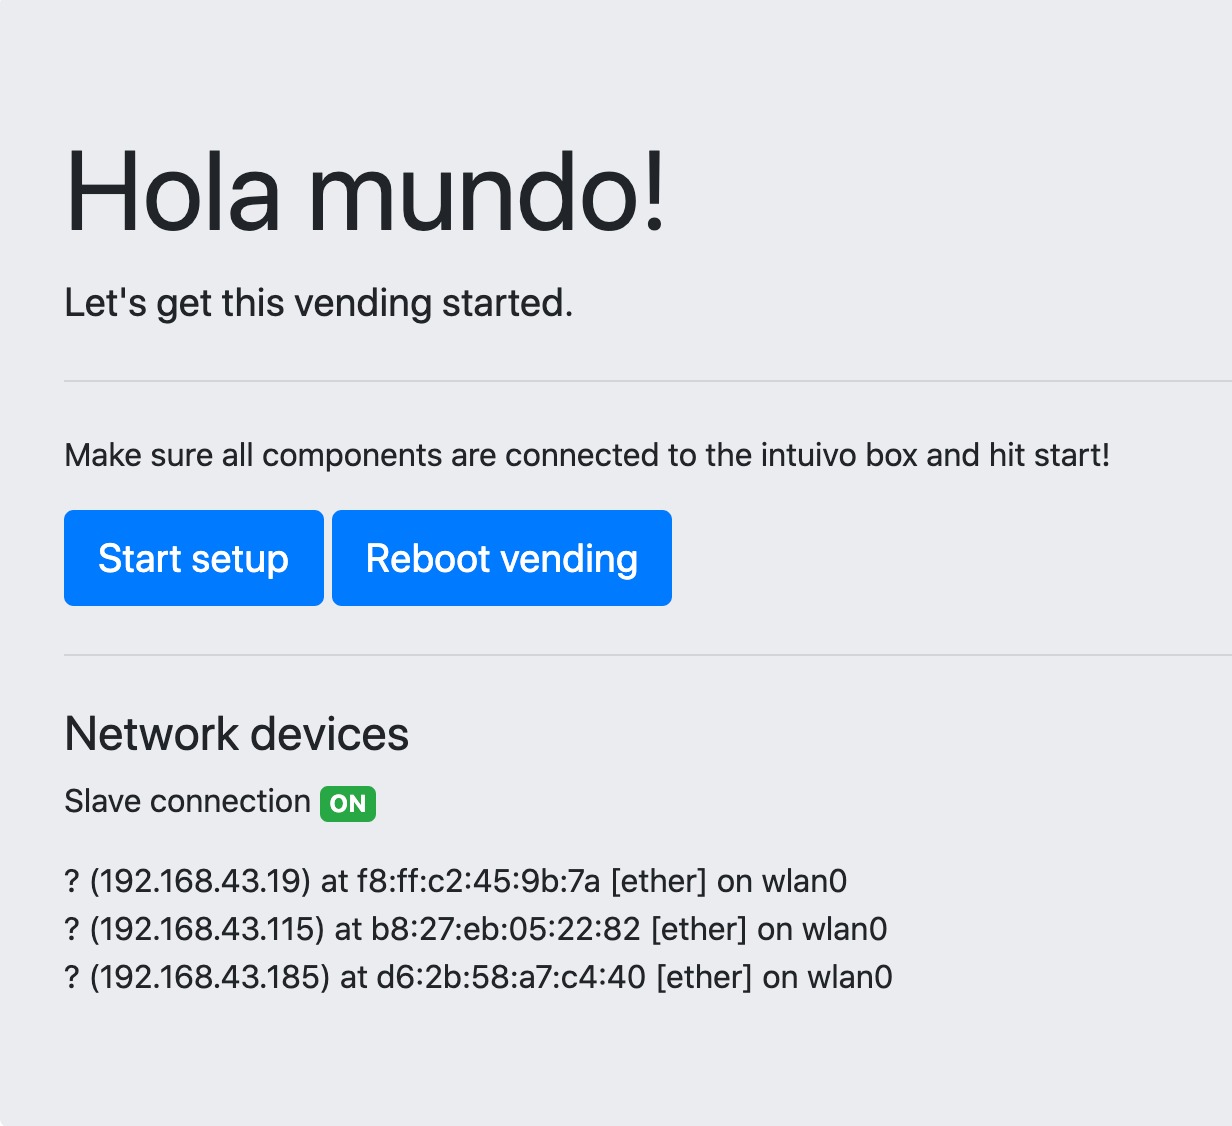 Hola mundo!
Let's get this vending started.
Make sure all components are connected to the intuivo box and hit start!
Start setup
Reboot vending
Network devices
Slave connection ON
? (192.168.43.19) at f8:ff:c2:45:9b:7a [ether] on wlan0
? (192.168.43.115) at b8:27:eb:05:22:82 [ether] on wlan0
? (192.168.43.185) at d6:2b:58:a7:c4:40 [ether] on wlan0